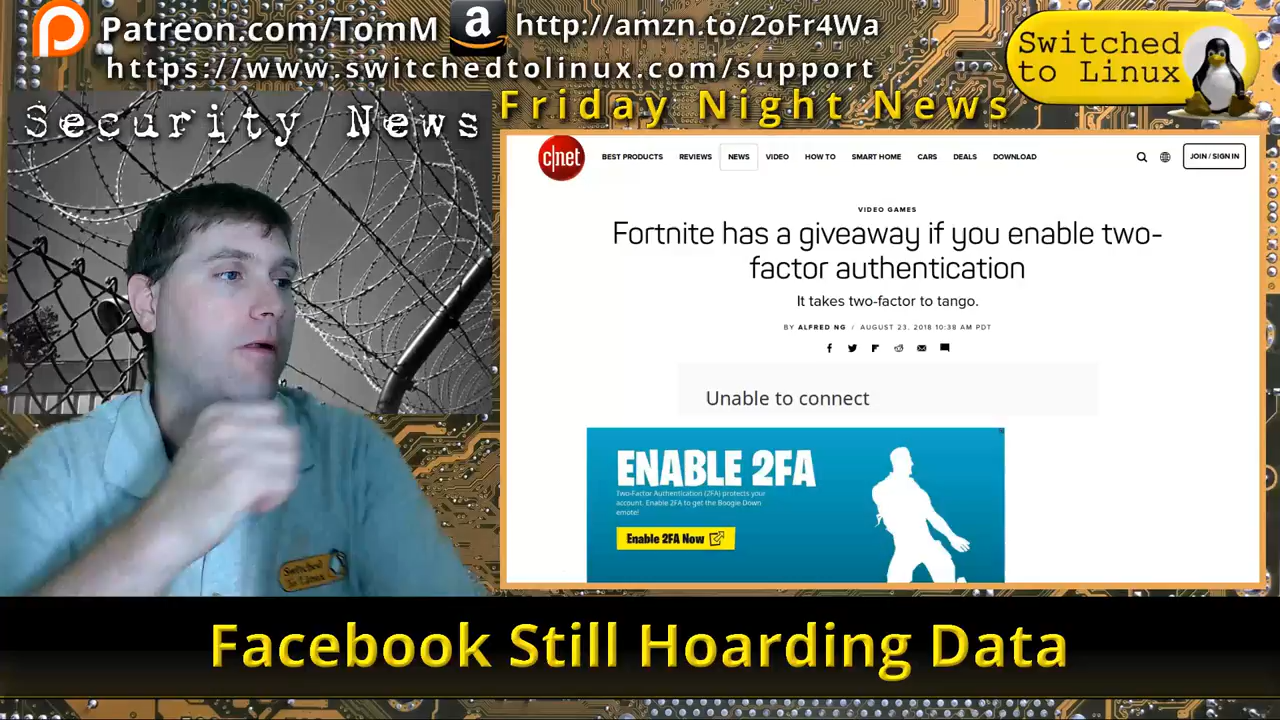 Patreon.com/TomM
http://amzn.to/2oFr4Wa
https://www.switchedtolinux.com/support
Switched
to Linux
Security News
Friday Night News
c|net
BEST PRODUCTS REVIEWS NEWS VIDEO HOW TO SMART HOME CARS DEALS DOWNLOAD
JOIN / SIGN IN
VIDEO GAMES
Fortnite has a giveaway if you enable two-
factor authentication
It takes two-factor to tango.
BY ALFRED NG / AUGUST 23, 2018 10:38 AM PDT
Unable to connect
ENABLE 2FA
Two-Factor Authentication (2FA) protects your
account. Enable 2FA to get the Boogie Down
emote!
Enable 2FA Now
Switched
to Linux
Facebook Still Hoarding Data